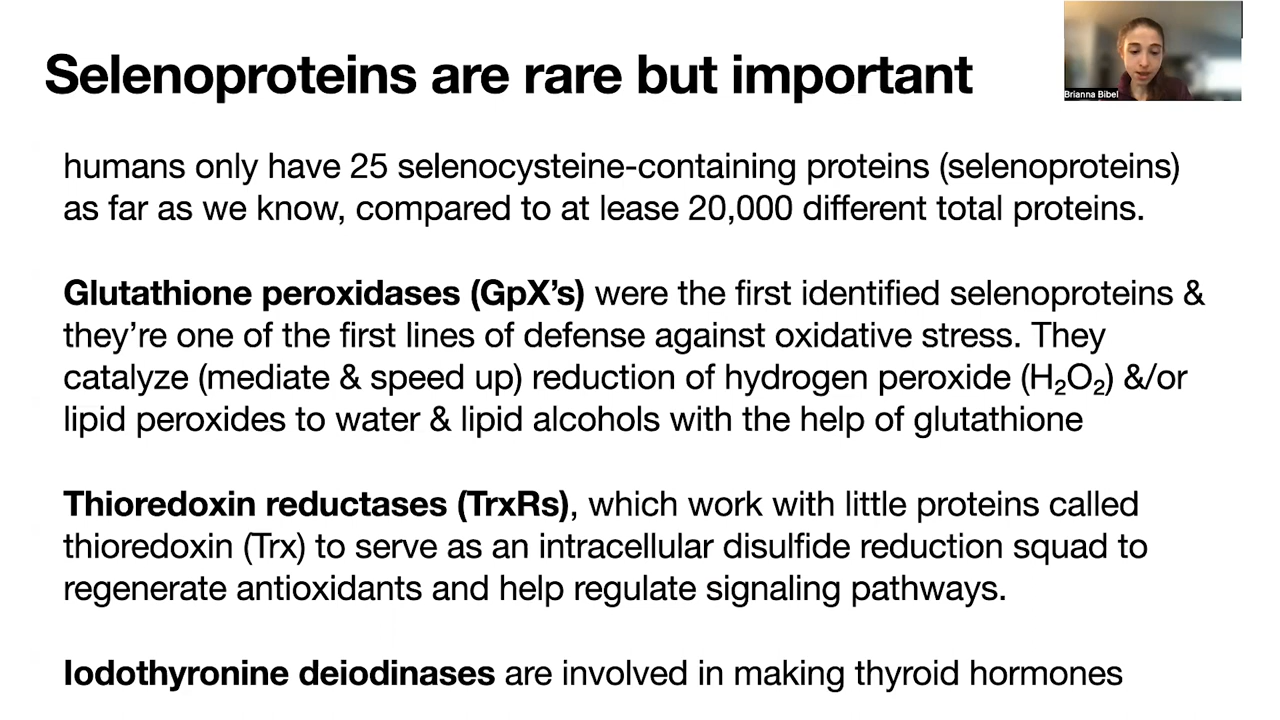 Selenoproteins are rare but important
Brianna Bibel
humans only have 25 selenocysteine-containing proteins (selenoproteins)
as far as we know, compared to at lease 20,000 different total proteins.
Glutathione peroxidases (GpX’s) were the first identified selenoproteins &
they’re one of the first lines of defense against oxidative stress. They
catalyze (mediate & speed up) reduction of hydrogen peroxide (H₂O₂) &/or
lipid peroxides to water & lipid alcohols with the help of glutathione
Thioredoxin reductases (TrxRs), which work with little proteins called
thioredoxin (Trx) to serve as an intracellular disulfide reduction squad to
regenerate antioxidants and help regulate signaling pathways.
Iodothyronine deiodinases are involved in making thyroid hormones